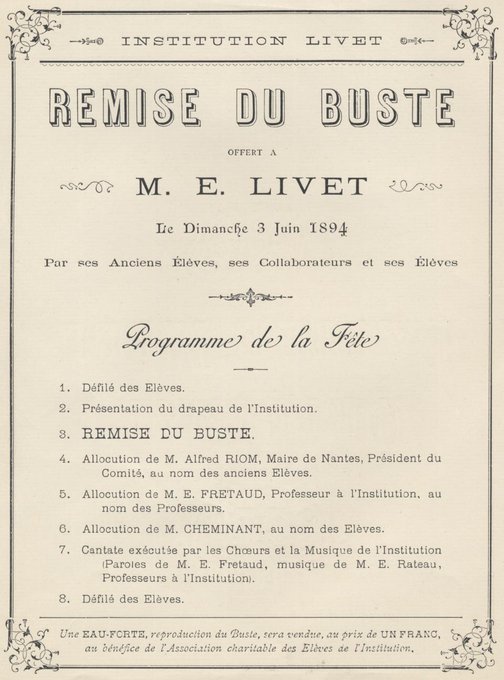 INSTITUTION LIVET
REMISE DU BUSTE
OFFERT A
M. E. LIVET
Le Dimanche 3 Juin 1894
Par ses Anciens Élèves, ses Collaborateurs et ses Élèves
Programme de la Fête
1. Défilé des Elèves.
2. Présentation du drapeau de l'Institution.
3. REMISE DU BUSTE.
4. Allocution de M. Alfred RIOM, Maire de Nantes, Président du
Comité, au nom des anciens Elèves.
5. Allocution de M. E. FRETAUD, Professeur à l'Institution, au
nom des Professeurs.
6. Allocution de M. CHEMINANT, au nom des Elèves.
7. Cantate exécutée par les Chœurs et la Musique de l'Institution
(Paroles de M. E. Fretaud, musique de M. E. Rateau,
Professeurs à l'Institution).
8. Défilé des Elèves.
Une EAU-FORTE, reproduction du Buste, sera vendue, au prix de UN FRANC,
au bénéfice de l'Association charitable des Elèves de l'Institution.